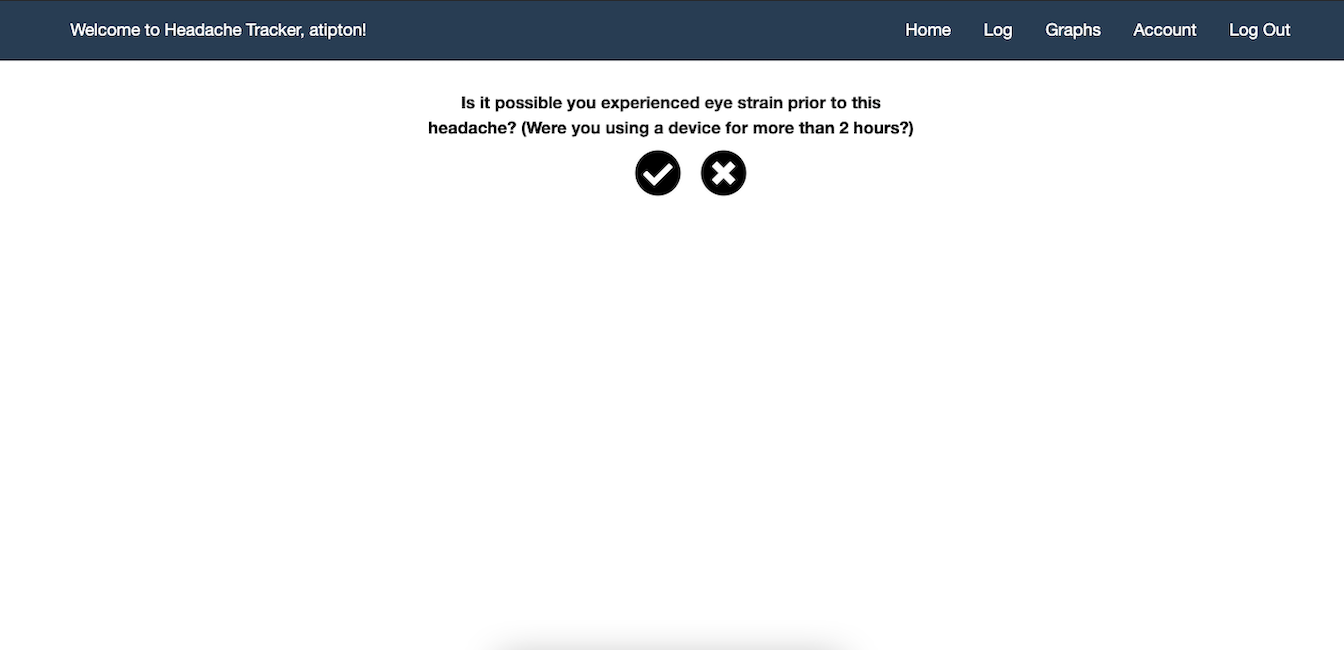 Welcome to Headache Tracker, atipton! Home Log Graphs Account Log Out
Is it possible you experienced eye strain prior to this
headache? (Were you using a device for more than 2 hours?)